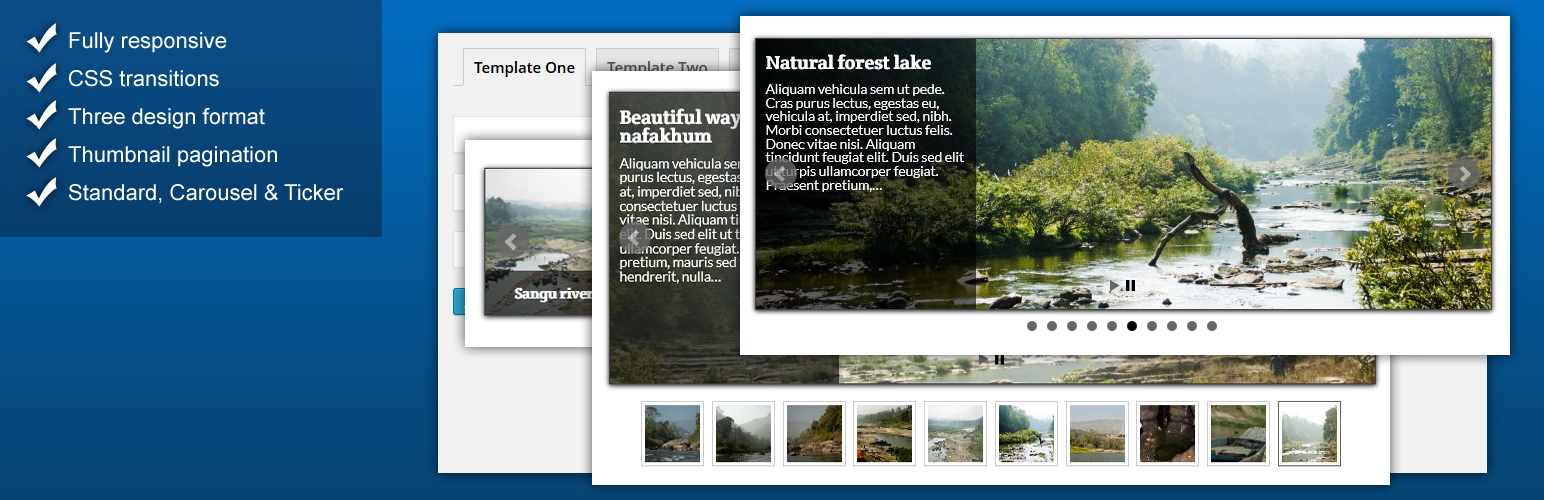 Fully responsive
CSS transitions
Three design format
Thumbnail pagination
Standard, Carousel & Ticker
Template One
Template Two
Sangu river
Beautiful way
nafakhum
Aliquam vehicula sem
purus lectus, egestas
at, imperdiet sed, nib
consectetuer luctus
vitae nisi. Aliquam ti
elit. Duis sed elit ut t
ullamcorper feugiat.
pretium, mauris sed
hendrerit, nulla...
Natural forest lake
Aliquam vehicula sem ut pede.
Cras purus lectus, egestas eu,
vehicula at, imperdiet sed, nibh.
Morbi consectetuer luctus felis.
Donec vitae nisi. Aliquam
tincidunt feugiat elit. Duis sed elit
ut turpis ullamcorper feugiat.
Praesent pretium,...